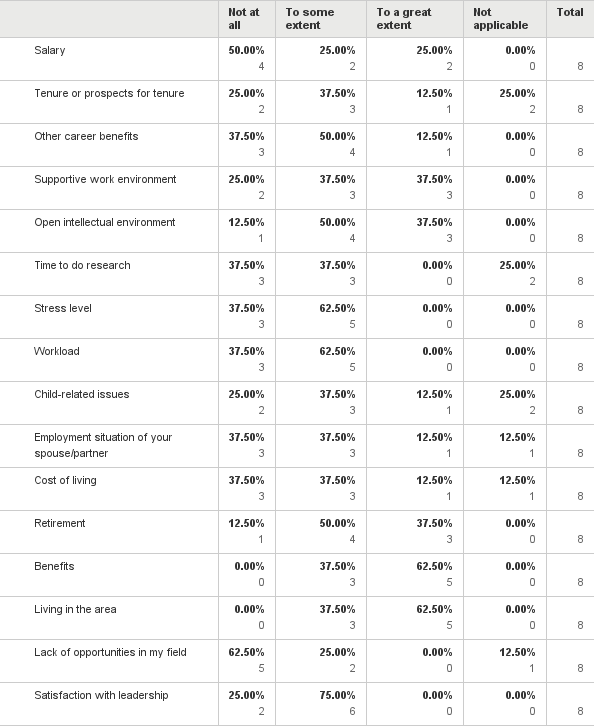 Not at all To some extent To a great extent Not applicable Total
Salary 50.00% 25.00% 25.00% 0.00%
4 2 2 0 8
Tenure or prospects for tenure 25.00% 37.50% 12.50% 25.00%
2 3 1 2 8
Other career benefits 37.50% 50.00% 12.50% 0.00%
3 4 1 0 8
Supportive work environment 25.00% 37.50% 37.50% 0.00%
2 3 3 0 8
Open intellectual environment 12.50% 50.00% 37.50% 0.00%
1 4 3 0 8
Time to do research 37.50% 37.50% 0.00% 25.00%
3 3 0 2 8
Stress level 37.50% 62.50% 0.00% 0.00%
3 5 0 0 8
Workload 37.50% 62.50% 0.00% 0.00%
3 5 0 0 8
Child-related issues 25.00% 37.50% 12.50% 25.00%
2 3 1 2 8
Employment situation of your 37.50% 37.50% 12.50% 12.50%
spouse/partner 3 3 1 1 8
Cost of living 37.50% 37.50% 12.50% 12.50%
3 3 1 1 8
Retirement 12.50% 50.00% 37.50% 0.00%
1 4 3 0 8
Benefits 0.00% 37.50% 62.50% 0.00%
0 3 5 0 8
Living in the area 0.00% 37.50% 62.50% 0.00%
0 3 5 0 8
Lack of opportunities in my field 62.50% 25.00% 0.00% 12.50%
5 2 0 1 8
Satisfaction with leadership 25.00% 75.00% 0.00% 0.00%
2 6 0 0 8